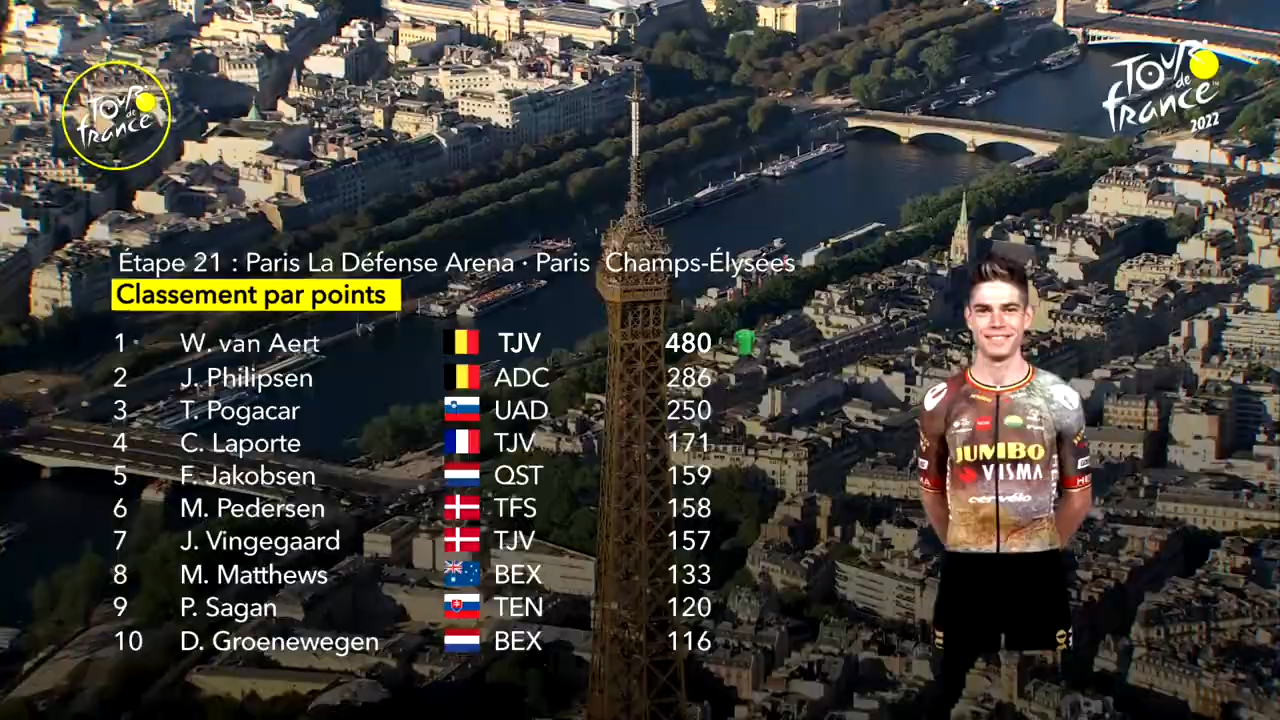 TOUR de france
TOUR de france
2022
Étape 21 : Paris La Défense Arena · Paris Champs-Élysées
Classement par points
1 W. van Aert TJV 480
2 J. Philipsen ADC 286
3 T. Pogacar UAD 250
4 C. Laporte TJV 171
5 F. Jakobsen QST 159
6 M. Pedersen TFS 158
7 J. Vingegaard TJV 157
8 M. Matthews BEX 133
9 P. Sagan TEN 120
10 D. Groenewegen BEX 116
JUMBO
VISMA
cervélo